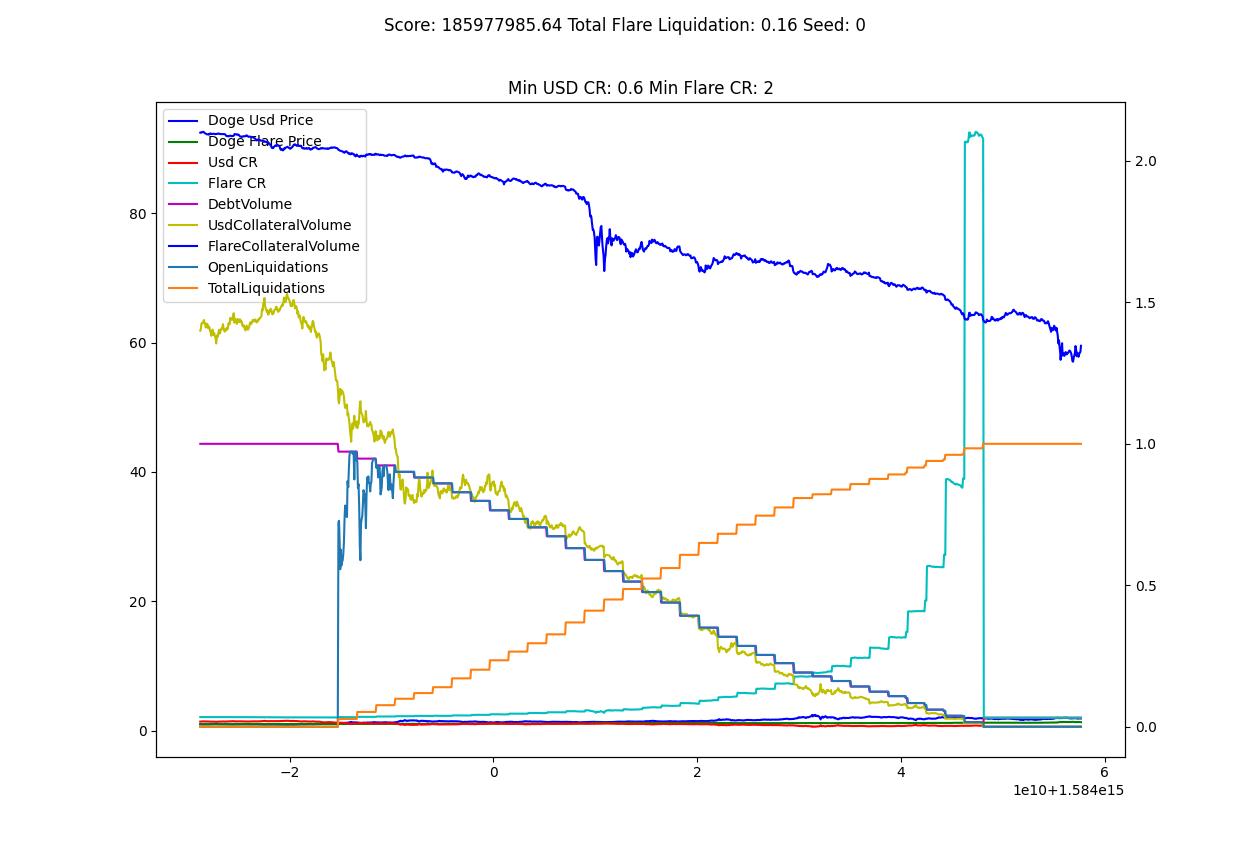 Score: 185977985.64 Total Flare Liquidation: 0.16 Seed: 0
Min USD CR: 0.6 Min Flare CR: 2
Doge Usd Price
Doge Flare Price
Usd CR
Flare CR
DebtVolume
UsdCollateralVolume
FlareCollateralVolume
OpenLiquidations
TotalLiquidations
80
60
40
20
0
2.0
1.5
1.0
0.5
0.0
−2 0 2 4 6
1e10+1.584e15